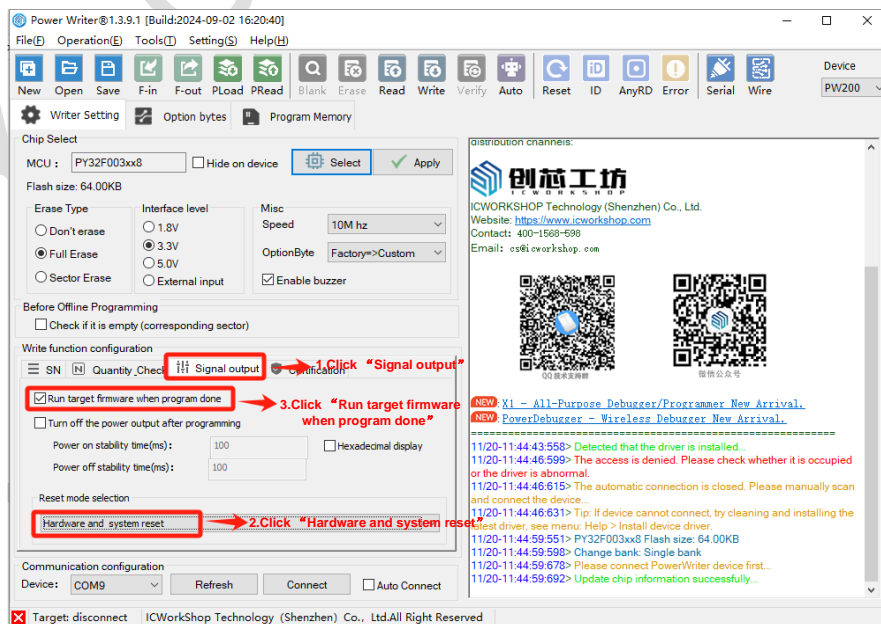 Power Writer®1.3.9.1 [Build:2024-09-02 16:20:40]
File(F) Operation(E) Tools(T) Setting(S) Help(H)
New Open Save F-in F-out PLoad PRead Blank Erase Read Write Verify Auto Reset ID AnyRD Error Serial Wire
Device
PW200
Writer Setting Option bytes Program Memory
Chip Select
MCU : PY32F003xx8 Hide on device Select Apply
Flash size: 64.00KB
Erase Type Interface level Misc
Don't erase 1.8V Speed 10M hz
Full Erase 3.3V OptionByte Factory=>Custom
5.0V
Sector Erase External input Enable buzzer
Before Offline Programming
Check if it is empty (corresponding sector)
Write function configuration
SN Quantity_Check Signal output
1.Click “Signal output”
Run target firmware when program done
3.Click “Run target firmware when program done”
Turn off the power output after programming
Power on stability time(ms): 100 Hexadecimal display
Power off stability time(ms): 100
Reset mode selection
Hardware and system reset
2.Click “Hardware and system reset”
Communication configuration
Device: COM9 Refresh Connect Auto Connect
Target: disconnect ICWorkShop Technology (Shenzhen) Co., Ltd.All Right Reserved
distribution channels:
创芯工坊
ICWORKSHOP
ICWORKSHOP Technology (Shenzhen) Co., Ltd.
Website: https://www.icworkshop.com
Contact: 400-1568-598
Email: cs@icworkshop.com
QQ技术支持群 微信公众号
NEW: X1 - All-Purpose Debugger/Programmer New Arrival.
NEW: PowerDebugger - Wireless Debugger New Arrival.
11/20-11:44:43:558> Detected that the driver is installed...
11/20-11:44:46:599> The access is denied. Please check whether it is occupied
or the driver is abnormal.
11/20-11:44:46:615> The automatic connection is closed. Please manually scan
and connect the device...
11/20-11:44:46:631> Tip: If device cannot connect, try cleaning and installing the
latest driver, see menu: Help > Install device driver.
11/20-11:44:59:551> PY32F003xx8 Flash size: 64.00KB
11/20-11:44:59:598> Change bank: Single bank
11/20-11:44:59:678> Please connect PowerWriter device first...
11/20-11:44:59:692> Update chip information successfully...